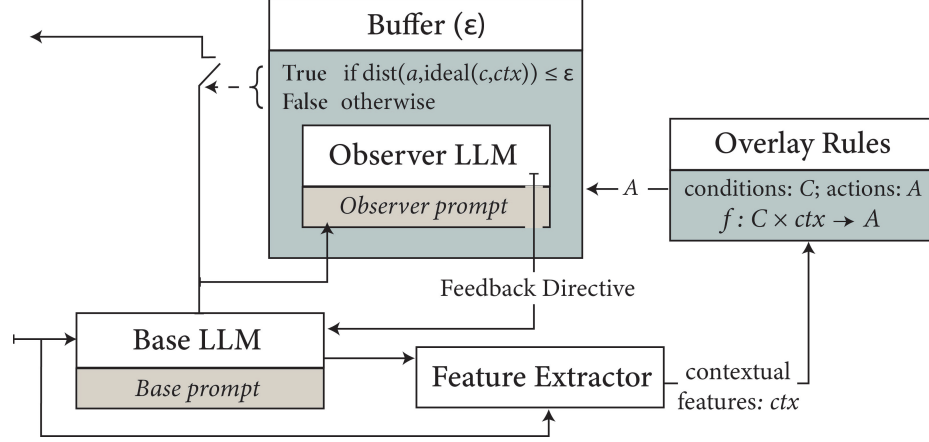 Buffer (ε)
True if dist(a,ideal(c,ctx)) ≤ ε
False otherwise
Observer LLM
Observer prompt
Overlay Rules
conditions: C; actions: A
f : C × ctx → A
A
Feedback Directive
Base LLM
Base prompt
Feature Extractor
contextual
features: ctx